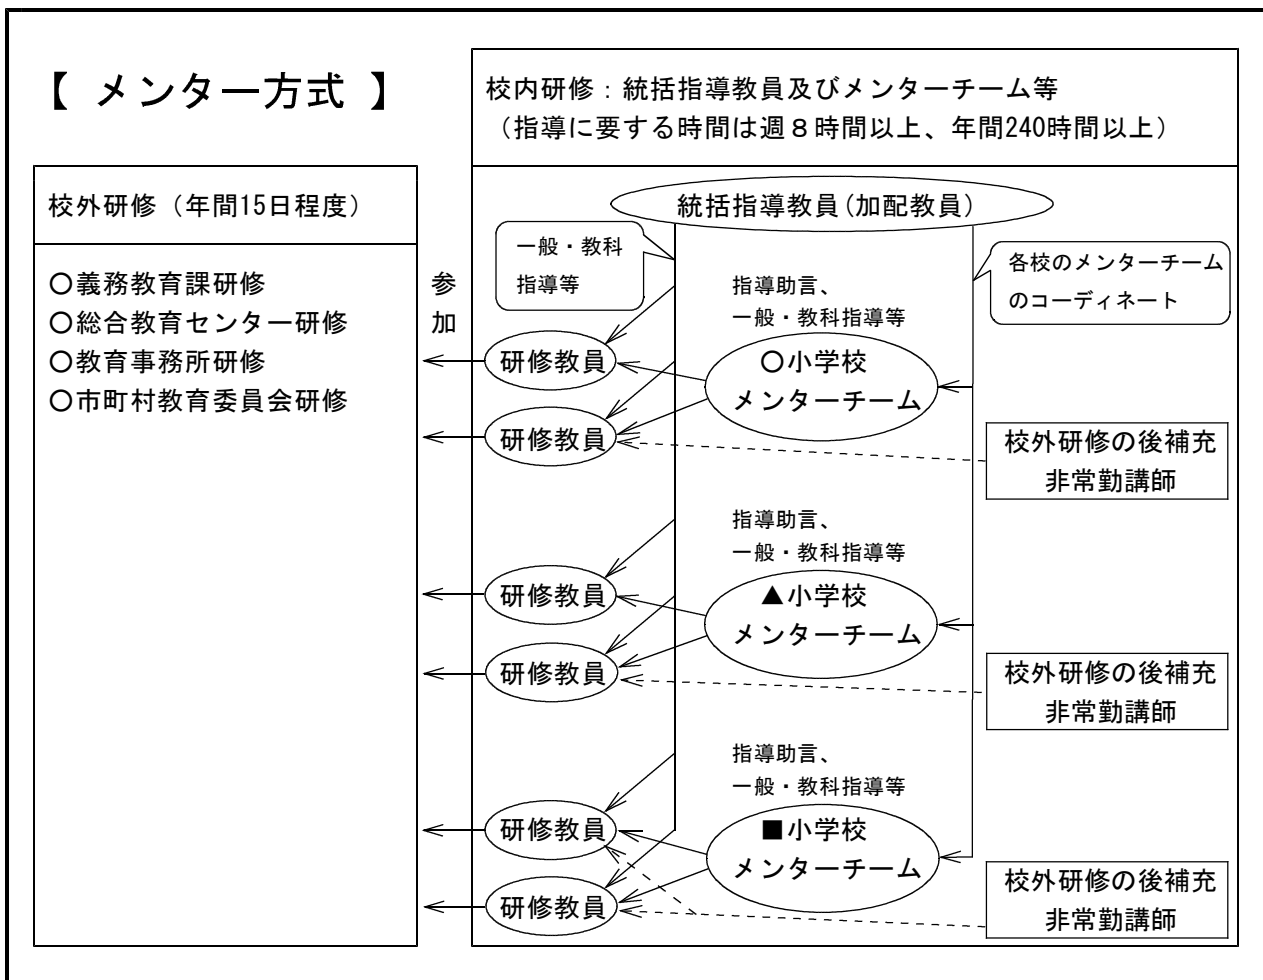 【 メンター方式 】
校内研修：統括指導教員及びメンターチーム等
（指導に要する時間は週８時間以上、年間240時間以上）
校外研修（年間15日程度）
○義務教育課研修
○総合教育センター研修
○教育事務所研修
○市町村教育委員会研修
参
加
統括指導教員(加配教員)
一般・教科
指導等
各校のメンターチーム
のコーディネート
指導助言、
一般・教科指導等
研修教員
○小学校
メンターチーム
研修教員
校外研修の後補充
非常勤講師
指導助言、
一般・教科指導等
研修教員
▲小学校
メンターチーム
研修教員
校外研修の後補充
非常勤講師
指導助言、
一般・教科指導等
研修教員
■小学校
メンターチーム
研修教員
校外研修の後補充
非常勤講師